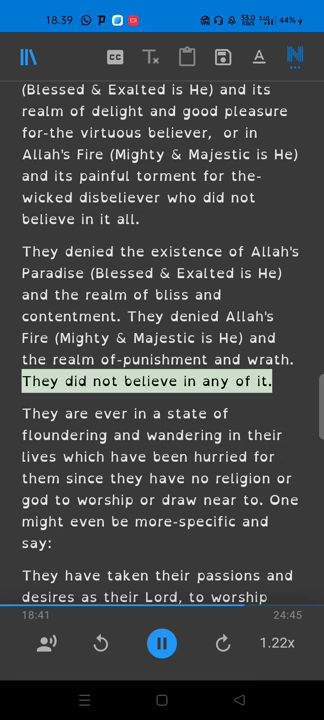 18.39
33.0
KB/S
44%
CC
A
N
(Blessed & Exalted is He) and its
realm of delight and good pleasure
for-the virtuous believer, or in
Allah's Fire (Mighty & Majestic is He)
and its painful torment for the-
wicked disbeliever who did not
believe in it all.
They denied the existence of Allah's
Paradise (Blessed & Exalted is He)
and the realm of bliss and
contentment. They denied Allah's
Fire (Mighty & Majestic is He) and
the realm of-punishment and wrath.
They did not believe in any of it.
They are ever in a state of
floundering and wandering in their
lives which have been hurried for
them since they have no religion or
god to worship or draw near to. One
might even be more-specific and
say:
They have taken their passions and
desires as their Lord, to worship
18:41
24:45
1.22x